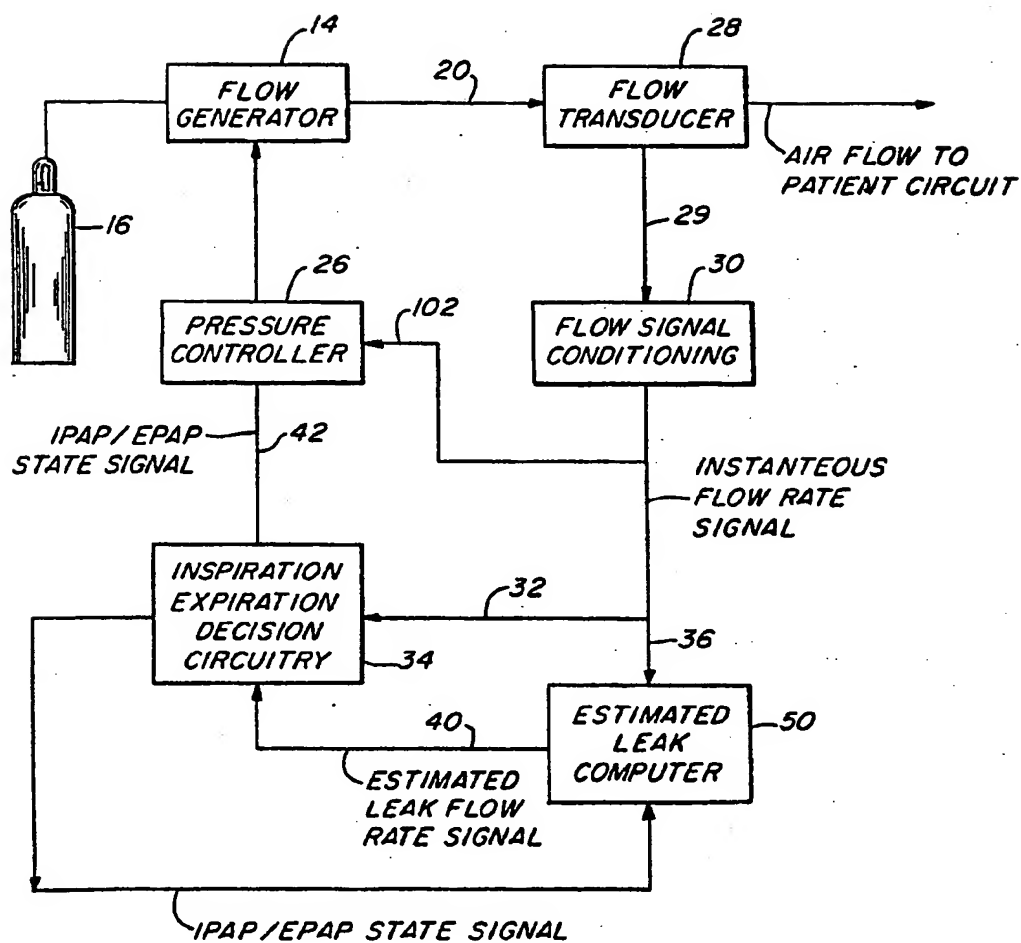 14
28
FLOW
GENERATOR
20
FLOW
TRANSDUCER
AIR FLOW TO
PATIENT CIRCUIT
16
29
26
30
102
PRESSURE
CONTROLLER
FLOW SIGNAL
CONDITIONING
IPAP/EPAP
STATE SIGNAL
42
INSTANTEOUS
FLOW RATE
SIGNAL
INSPIRATION
EXPIRATION
DECISION
CIRCUITRY
34
32
36
40
ESTIMATED
LEAK
COMPUTER
50
ESTIMATED
LEAK FLOW
RATE SIGNAL
IPAP/EPAP STATE SIGNAL